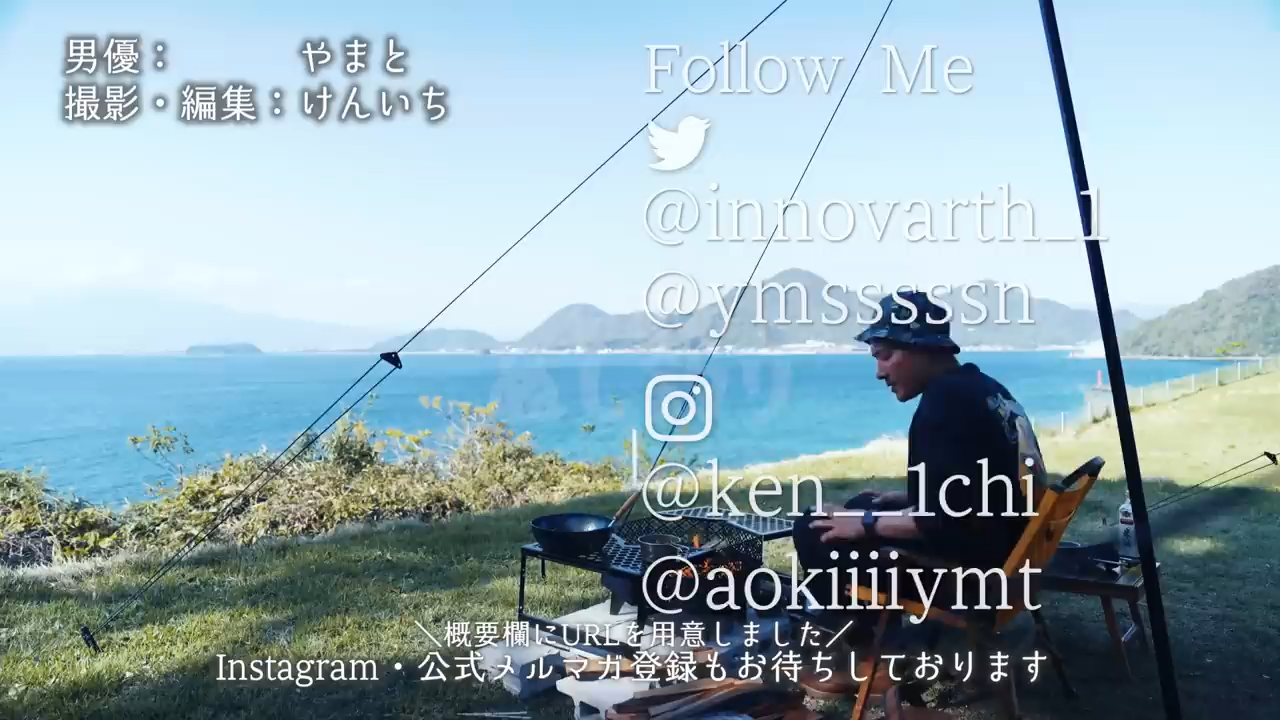 男優： やまと
撮影・編集：けんいち
Follow Me
@innovarth_1
@ymsssssn
@ken__1chi
@aokiiiiymt
＼概要欄にURLを用意しました／
Instagram・公式メルマガ登録もお待ちしております